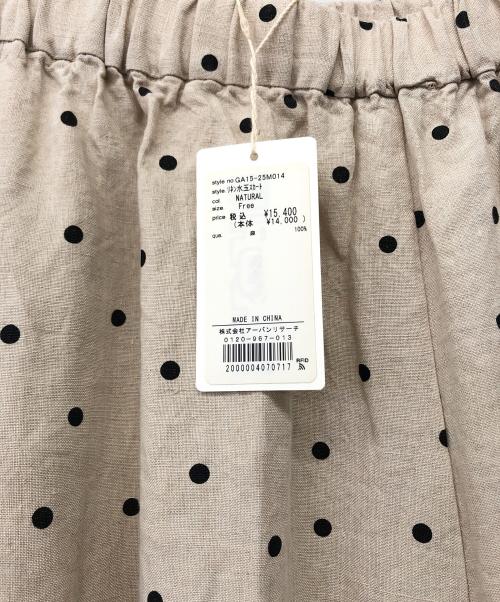 style no GA15-25M014
style ﾘﾈﾝ水玉ｽｶｰﾄ
col NATURAL
size Free
price 税込 ¥15,400
(本体 ¥14,000 )
qua. 麻 100%
MADE IN CHINA
株式会社アーバンリサーチ
0120-967-013
RFID
2000004070717